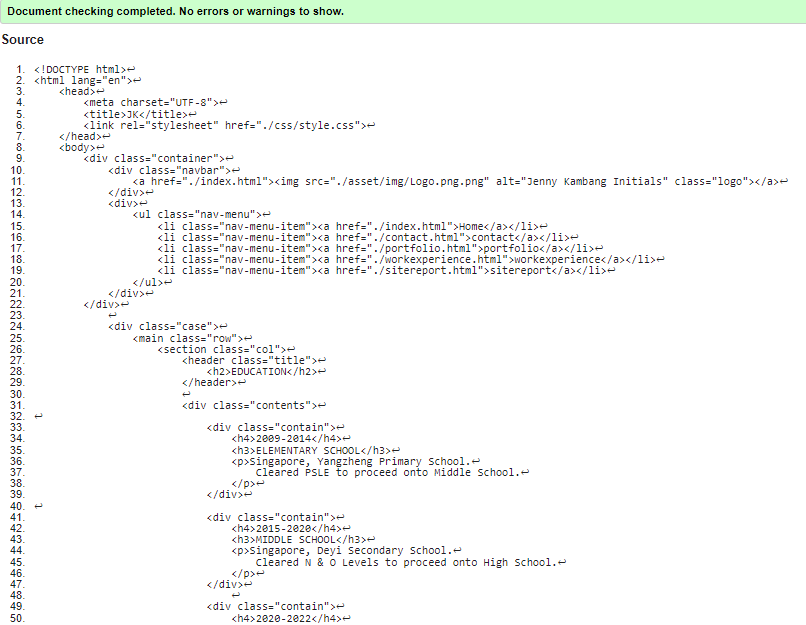 Document checking completed. No errors or warnings to show.
Source
1. <!DOCTYPE html>↩
2. <html lang="en">↩
3.     <head>↩
4.         <meta charset="UTF-8">↩
5.         <title>JK</title>↩
6.         <link rel="stylesheet" href="./css/style.css">↩
7.     </head>↩
8.     <body>↩
9.         <div class="container">↩
10.             <div class="navbar">↩
11.                 <a href="./index.html"><img src="./asset/img/Logo.png.png" alt="Jenny Kambang Initials" class="logo"></a>↩
12.             </div>↩
13.             <div>↩
14.                 <ul class="nav-menu">↩
15.                     <li class="nav-menu-item"><a href="./index.html">Home</a></li>↩
16.                     <li class="nav-menu-item"><a href="./contact.html">contact</a></li>↩
17.                     <li class="nav-menu-item"><a href="./portfolio.html">portfolio</a></li>↩
18.                     <li class="nav-menu-item"><a href="./workexperience.html">workexperience</a></li>↩
19.                     <li class="nav-menu-item"><a href="./sitereport.html">sitereport</a></li>↩
20.                 </ul>↩
21.             </div>↩
22.         </div>↩
23.             ↩
24.             <div class="case">↩
25.                 <main class="row">↩
26.                     <section class="col">↩
27.                         <header class="title">↩
28.                             <h2>EDUCATION</h2>↩
29.                         </header>↩
30.                         ↩
31.                         <div class="contents">↩
32. ↩
33.                             <div class="contain">↩
34.                                 <h4>2009-2014</h4>↩
35.                                 <h3>ELEMENTARY SCHOOL</h3>↩
36.                                 <p>Singapore, Yangzheng Primary School.↩
37.                                     Cleared PSLE to proceed onto Middle School.↩
38.                                 </p>↩
39.                             </div>↩
40. ↩
41.                             <div class="contain">↩
42.                                 <h4>2015-2020</h4>↩
43.                                 <h3>MIDDLE SCHOOL</h3>↩
44.                                 <p>Singapore, Deyi Secondary School.↩
45.                                     Cleared N & O Levels to proceed onto High School.↩
46.                                 </p>↩
47.                             </div>↩
48.                                 ↩
49.                             <div class="contain">↩
50.                                 <h4>2020-2022</h4>↩